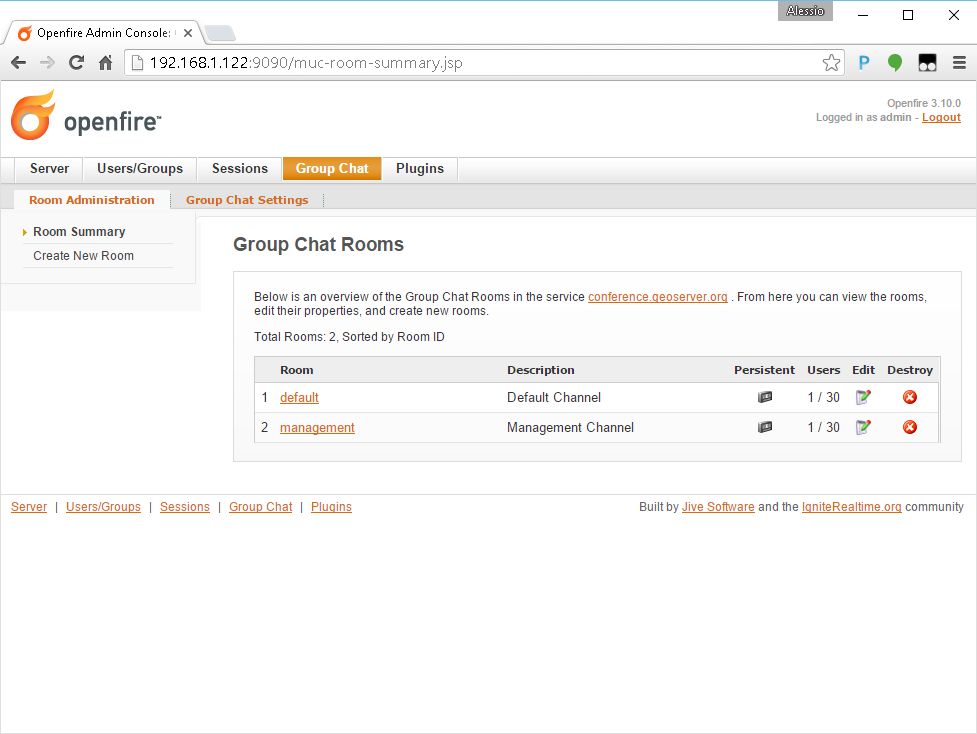 Alessio
Openfire Admin Console:
192.168.1.122:9090/muc-room-summary.jsp
P
openfire™
Openfire 3.10.0
Logged in as admin - Logout
Server Users/Groups Sessions Group Chat Plugins
Room Administration Group Chat Settings
Room Summary
Create New Room
Group Chat Rooms
Below is an overview of the Group Chat Rooms in the service conference.geoserver.org . From here you can view the rooms,
edit their properties, and create new rooms.
Total Rooms: 2, Sorted by Room ID
Room Description Persistent Users Edit Destroy
1 default Default Channel 1 / 30
2 management Management Channel 1 / 30
Server | Users/Groups | Sessions | Group Chat | Plugins
Built by Jive Software and the IgniteRealtime.org community